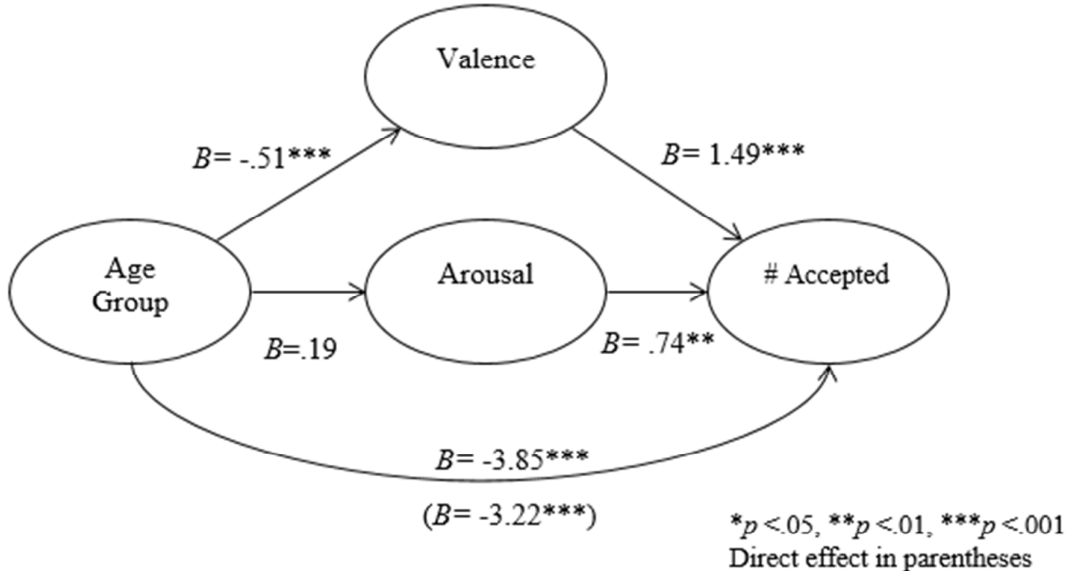 Valence
B= -.51***
B= 1.49***
Age
Group
Arousal
# Accepted
B=.19
B= .74**
B= -3.85***
(B= -3.22***)
*p <.05, **p <.01, ***p <.001
Direct effect in parentheses